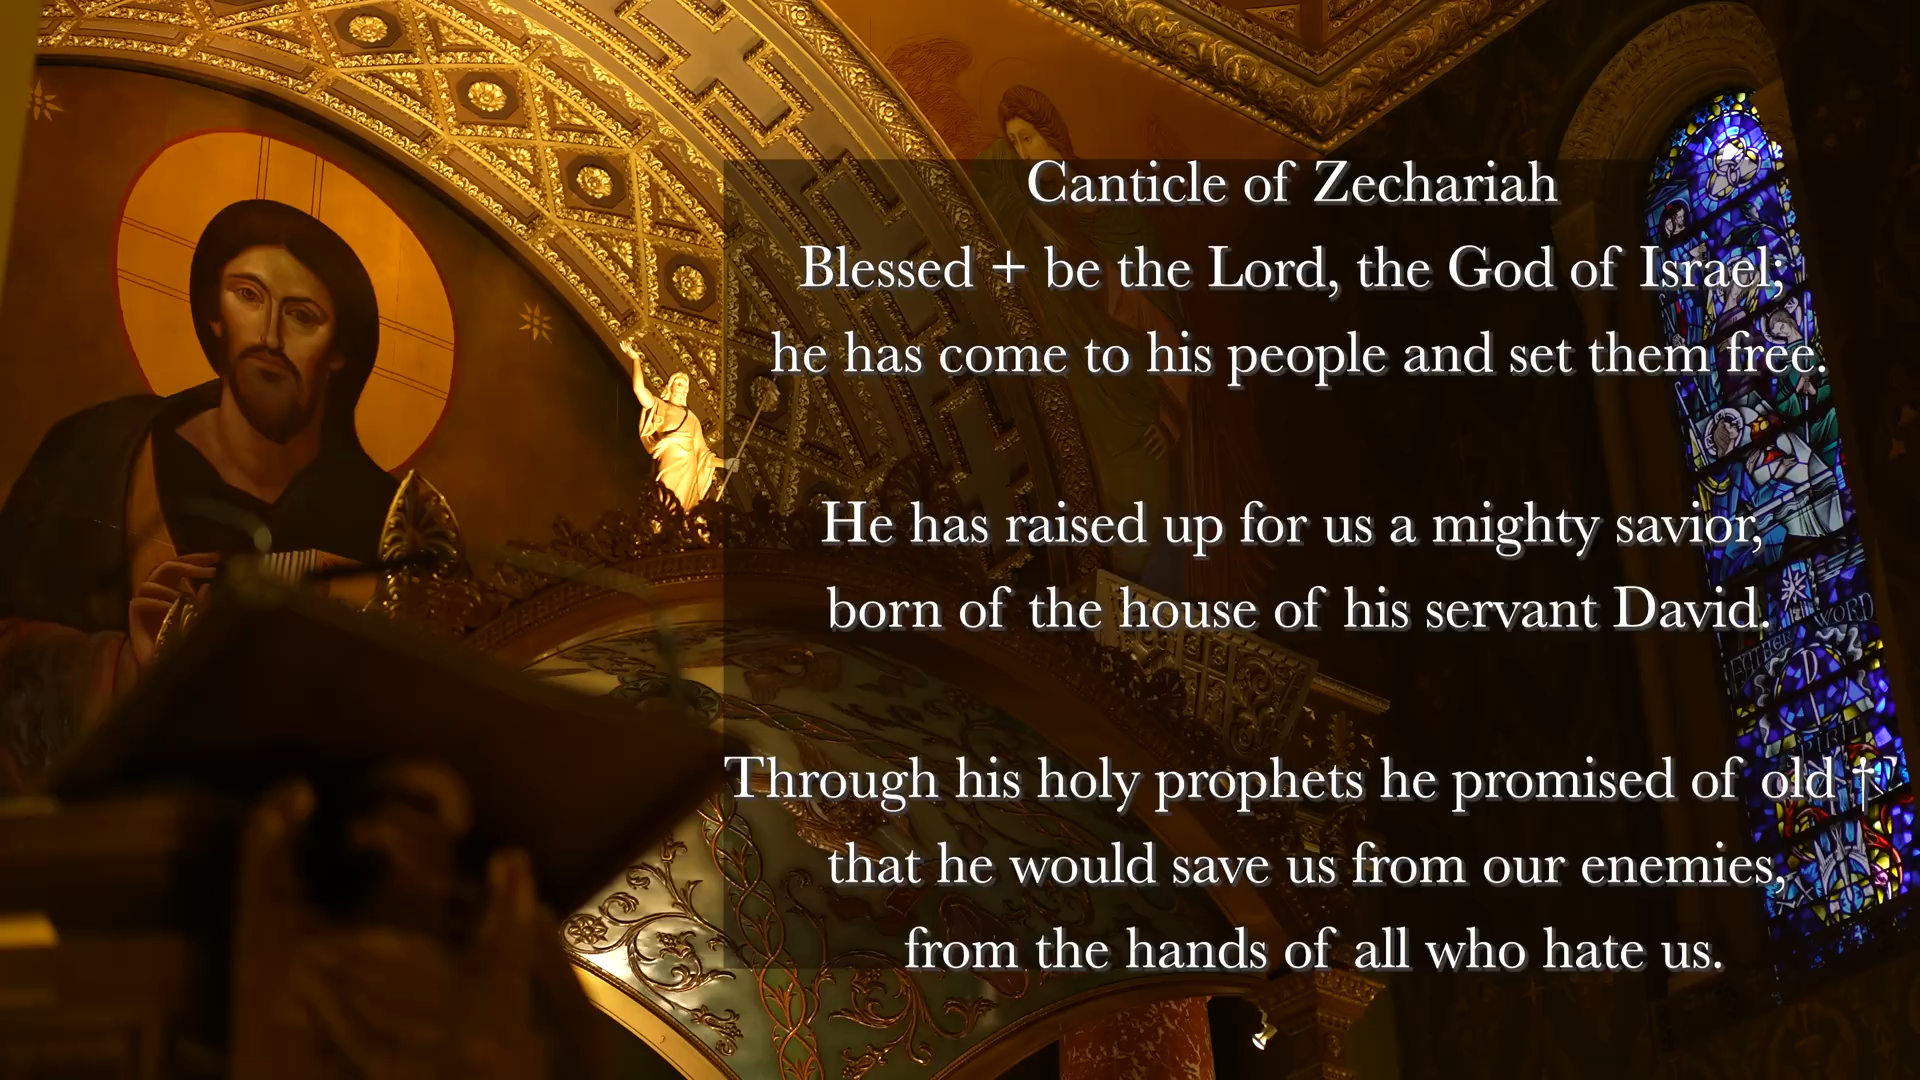 Canticle of Zechariah
Blessed + be the Lord, the God of Israel;
he has come to his people and set them free.
He has raised up for us a mighty savior,
born of the house of his servant David.
Through his holy prophets he promised of old †
that he would save us from our enemies,
from the hands of all who hate us.
FATHER WORD
SPIRIT